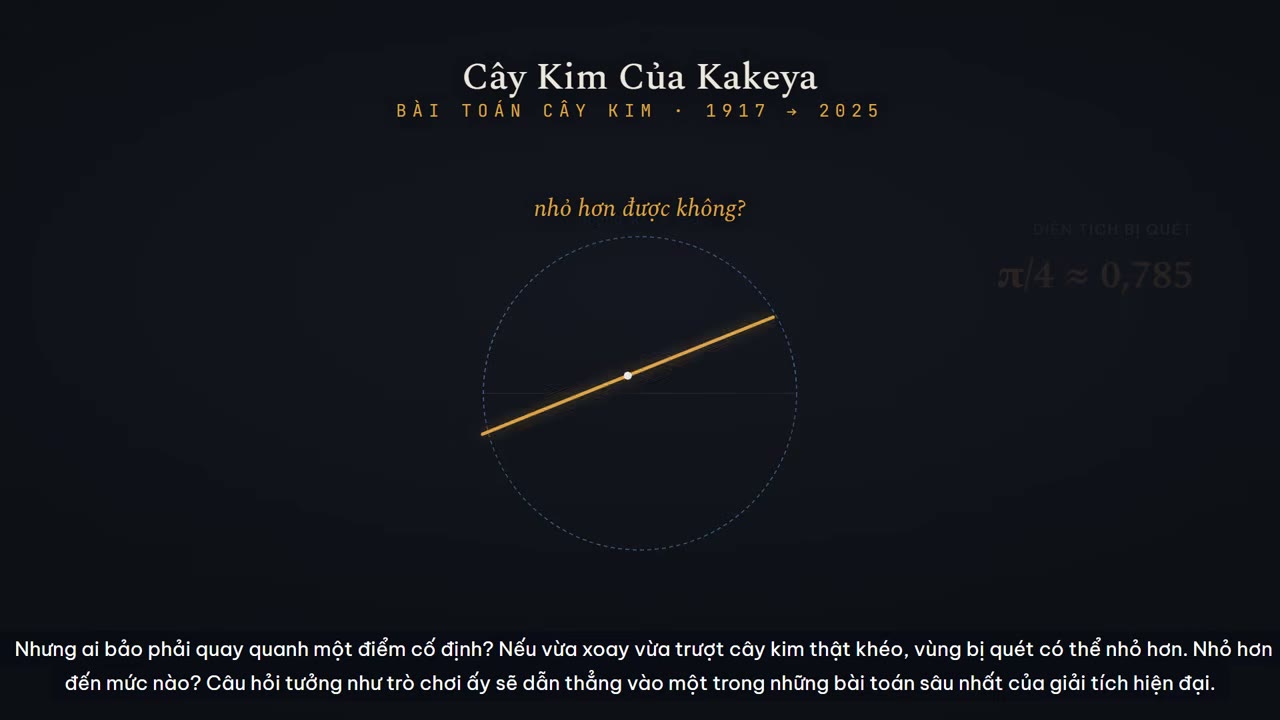 Cây Kim Của Kakeya
BÀI TOÁN CÂY KIM · 1917 → 2025
nhỏ hơn được không?
DIỆN TÍCH BỊ QUÉT
π/4 ≈ 0,785
Nhưng ai bảo phải quay quanh một điểm cố định? Nếu vừa xoay vừa trượt cây kim thật khéo, vùng bị quét có thể nhỏ hơn. Nhỏ hơn
đến mức nào? Câu hỏi tưởng như trò chơi ấy sẽ dẫn thẳng vào một trong những bài toán sâu nhất của giải tích hiện đại.